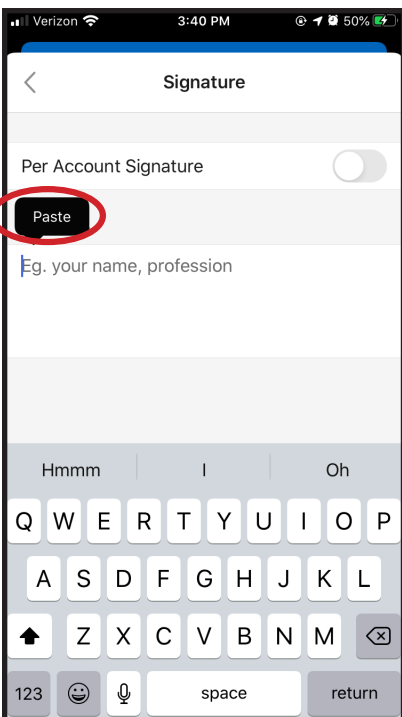 Verizon 3:40 PM 50%
Signature
Per Account Signature
Paste
Eg. your name, profession
Hmmm I Oh
Q W E R T Y U I O P
A S D F G H J K L
Z X C V B N M
123 space return